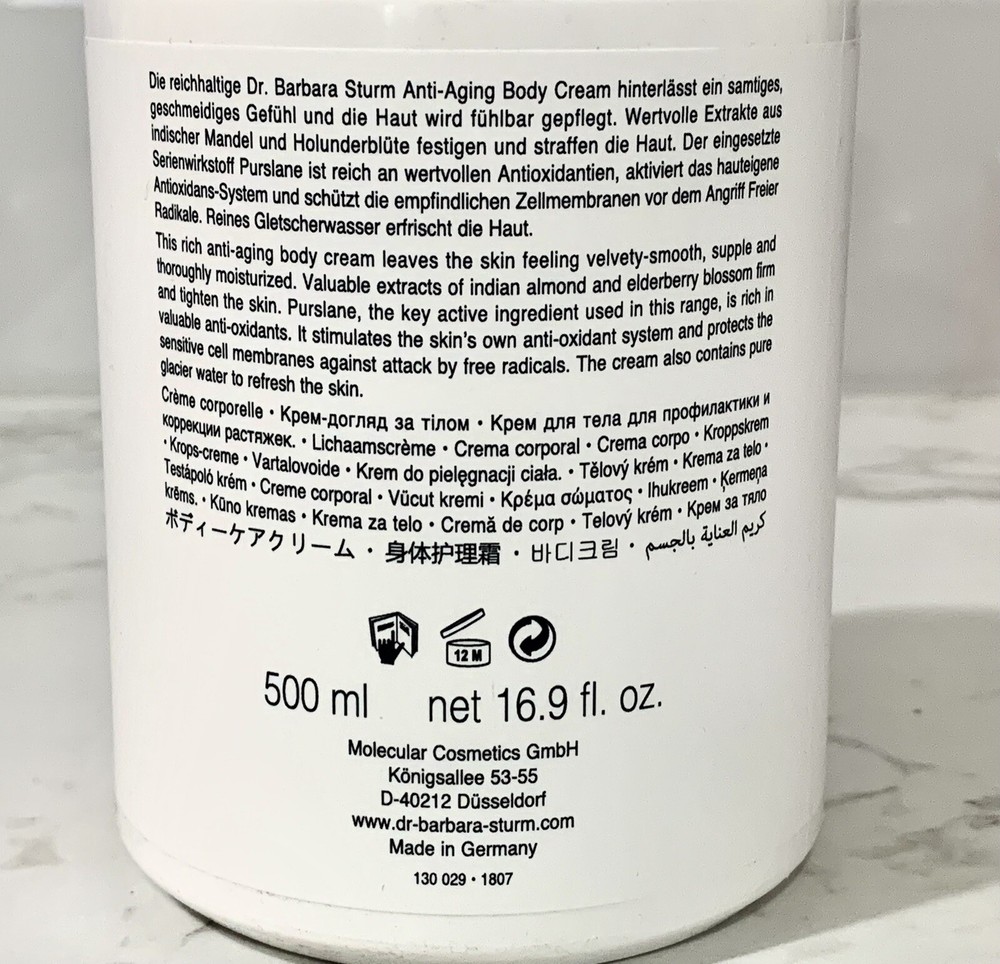 Die reichhaltige Dr. Barbara Sturm Anti-Aging Body Cream hinterlässt ein samtiges,
geschmeidiges Gefühl und die Haut wird fühlbar gepflegt. Wertvolle Extrakte aus
indischer Mandel und Holunderblüte festigen und straffen die Haut. Der eingesetzte
Serienwirkstoff Purslane ist reich an wertvollen Antioxidantien, aktiviert das hauteigene
Antioxidans-System und schützt die empfindlichen Zellmembranen vor dem Angriff Freier
Radikale. Reines Gletscherwasser erfrischt die Haut.
This rich anti-aging body cream leaves the skin feeling velvety-smooth, supple and
thoroughly moisturized. Valuable extracts of indian almond and elderberry blossom firm
and tighten the skin. Purslane, the key active ingredient used in this range, is rich in
valuable anti-oxidants. It stimulates the skin's own anti-oxidant system and protects the
sensitive cell membranes against attack by free radicals. The cream also contains pure
glacier water to refresh the skin.
Crème corporelle • Крем-догляд за тілом • Крем для тела для профилактики и
коррекции растяжек. • Lichaamscrème • Crema corporal • Crema corpo • Kroppskrem
• Krops-creme • Vartalovoide • Krem do pielęgnacji ciała. • Tělový krém • Krema za telo •
Testápoló krém • Creme corporal • Vücut kremi • Κρέμα σώματος • Ihukreem • Ķermeņa
krēms. • Kūno kremas • Krema za telo • Cremă de corp • Telový krém • Крем за тяло
ボディーケアクリーム • 身体护理霜 • 바디크림 • كريم العناية بالجسم
12 M
500 ml net 16.9 fl. oz.
Molecular Cosmetics GmbH
Königsallee 53-55
D-40212 Düsseldorf
www.dr-barbara-sturm.com
Made in Germany
130 029 • 1807